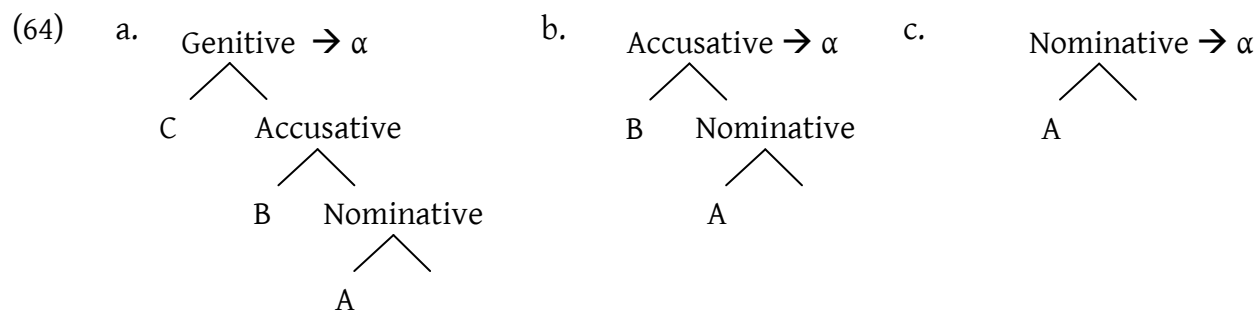 (64) a. Genitive → α b. Accusative → α c. Nominative → α
C Accusative B Nominative A
B Nominative A
A